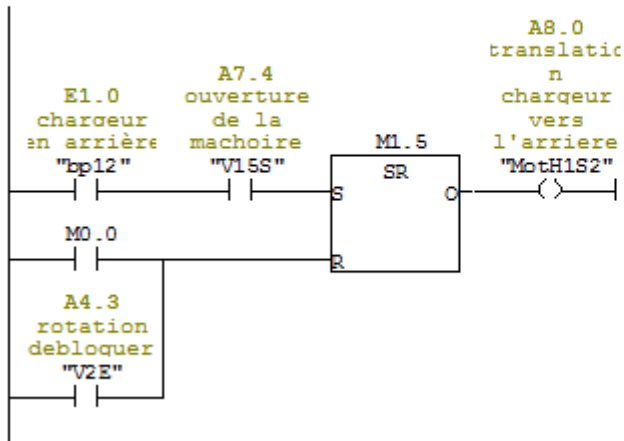 A8.0
translatio
n
chargeur
vers
l'arriere
"MotH1S2"
A7.4
ouverture
de la
machoire
"V15S"
E1.0
chargeur
en arrière
"bp12"
M1.5
SR
S
Q
M0.0
R
A4.3
rotation
debloquer
"V2E"